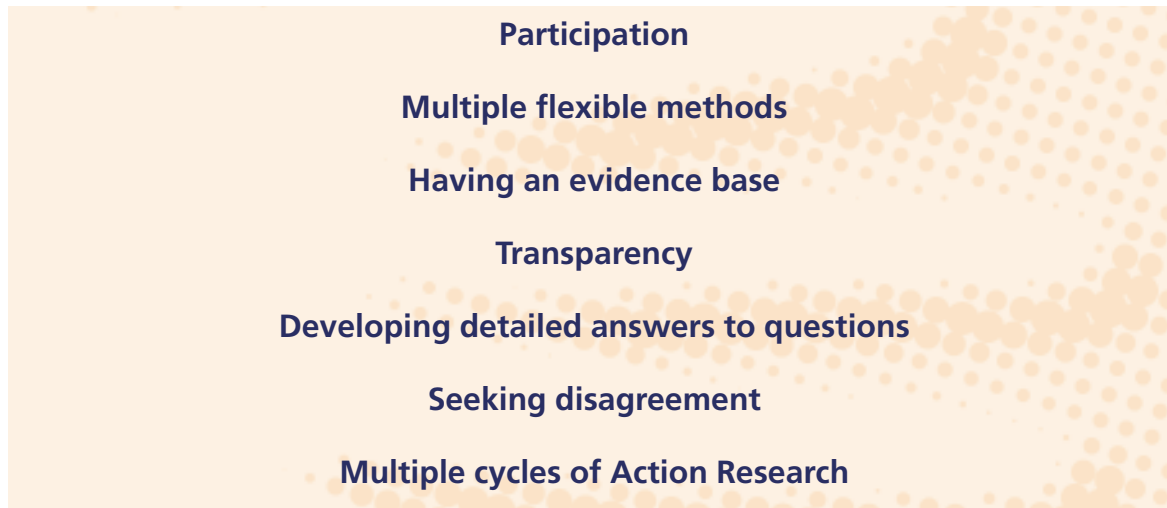 Participation
Multiple flexible methods
Having an evidence base
Transparency
Developing detailed answers to questions
Seeking disagreement
Multiple cycles of Action Research